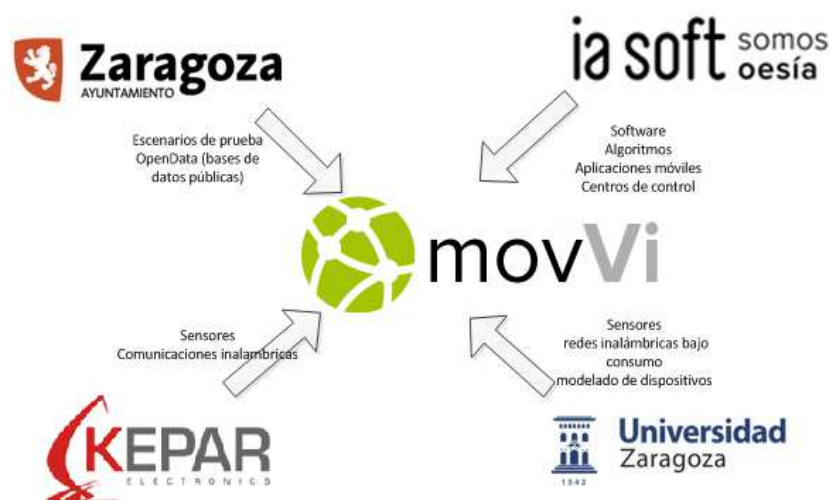 Zaragoza
AYUNTAMIENTO
ia soft somos
oesía
Escenarios de prueba
OpenData (bases de
datos públicas)
Software
Algoritmos
Aplicaciones móviles
Centros de control
movVi
Sensores
Comunicaciones inalambricas
Sensores
redes inalámbricas bajo
consumo
modelado de dispositivos
KEPAR
ELECTRONICS
Universidad
Zaragoza
1542